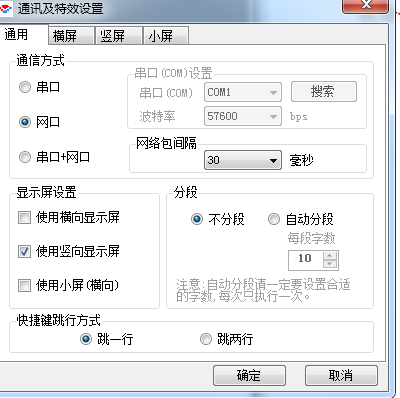 通讯及特效设置
通用 横屏 竖屏 小屏
通信方式
串口
网口
串口+网口
串口(COM)设置
串口(COM) COM1 搜索
波特率 57600 bps
网络包间隔
30 毫秒
显示屏设置
使用横向显示屏
使用竖向显示屏
使用小屏(横向)
分段
不分段 自动分段
每段字数
10
注意:自动分段请一定要设置合适
的字数,每次只执行一次。
快捷键跳行方式
跳一行 跳两行
确定 取消